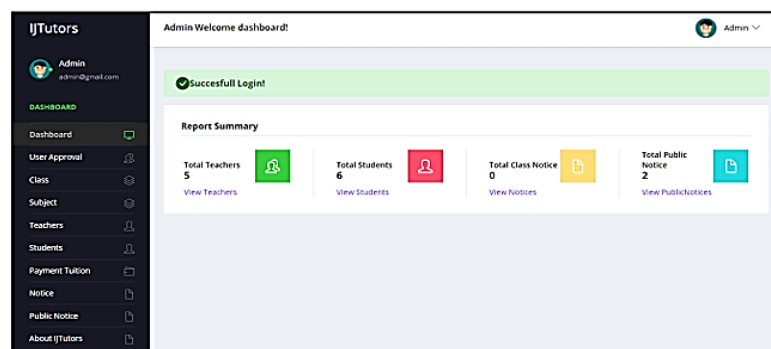 IJTutors
Admin Welcome dashboard!
Admin
Admin
admin@gmail.com
DASHBOARD
Dashboard
User Approval
Class
Subject
Teachers
Students
Payment Tuition
Notice
Public Notice
About IJTutors
Succesfull Login!
Report Summary
Total Teachers
5
View Teachers
Total Students
6
View Students
Total Class Notice
0
View Notices
Total Public
Notice
2
View PublicNotices